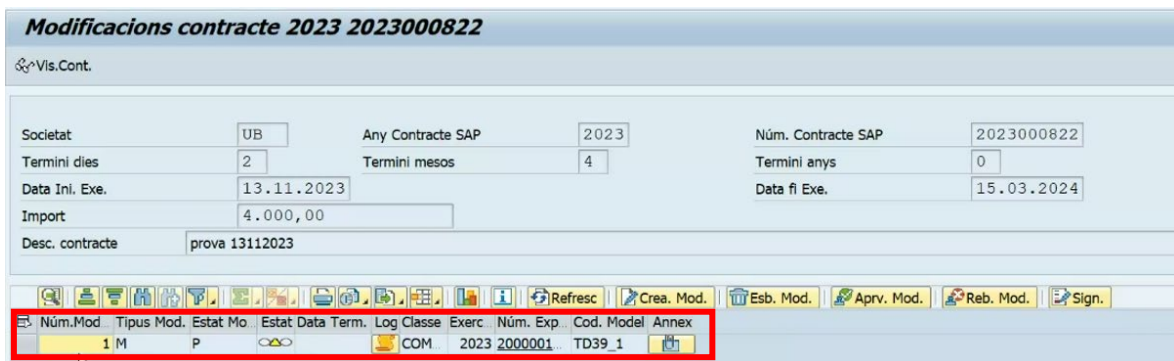 Modificacions contracte 2023 2023000822
Vis.Cont.
Societat UB Any Contracte SAP 2023 Núm. Contracte SAP 2023000822
Termini dies 2 Termini mesos 4 Termini anys 0
Data Ini. Exe. 13.11.2023 Data fi Exe. 15.03.2024
Import 4.000,00
Desc. contracte prova 13112023
Refresc Crea. Mod. Esb. Mod. Aprv. Mod. Reb. Mod. Sign.
Núm.Mod... Tipus Mod. Estat Mo... Estat Data Term. Log Classe Exerc... Núm. Exp... Cod. Model Annex
1 M P COM... 2023 2000001... TD39_1